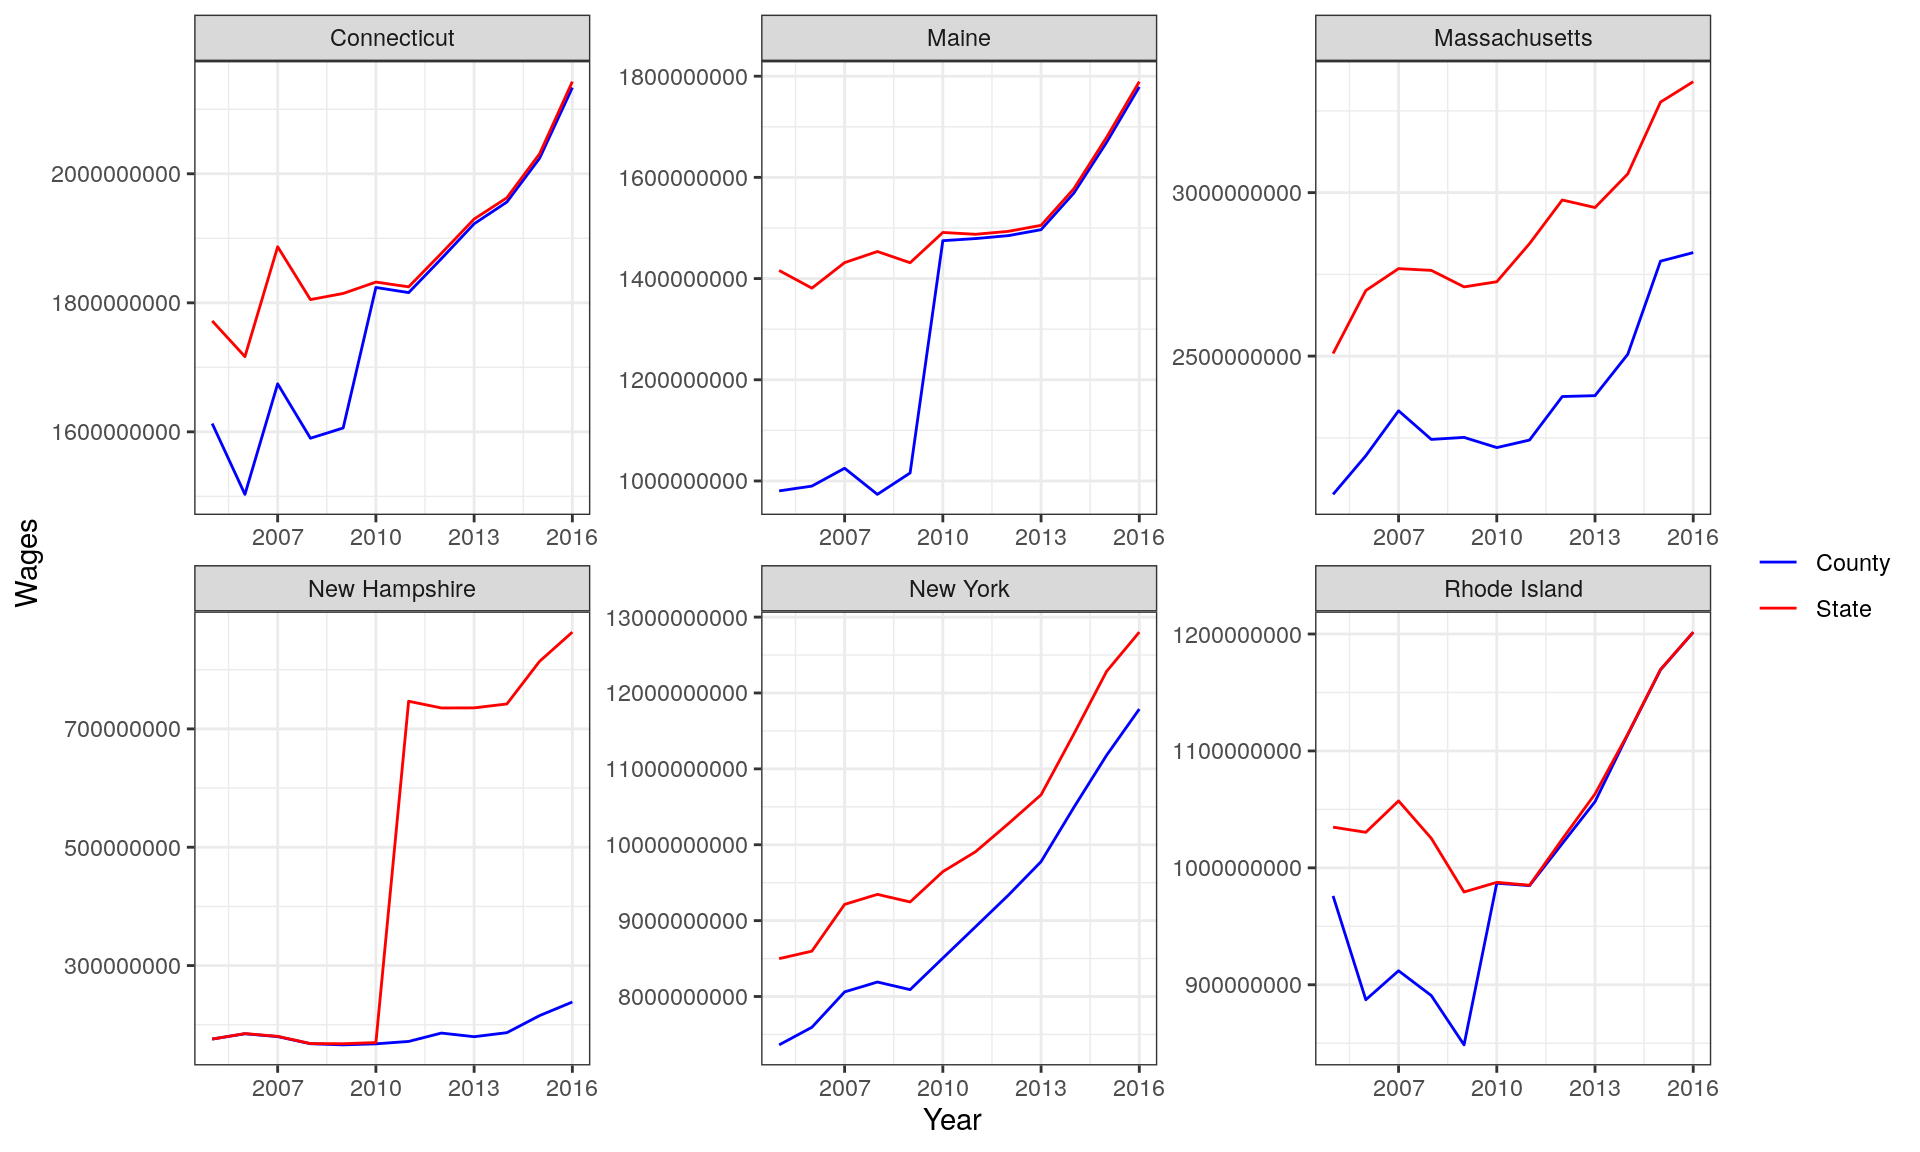 Connecticut
Maine
Massachusetts
2000000000
1800000000
1600000000
1800000000
1600000000
1400000000
1200000000
1000000000
3000000000
2500000000
2007 2010 2013 2016
2007 2010 2013 2016
2007 2010 2013 2016
Wages
New Hampshire
New York
Rhode Island
700000000
500000000
300000000
13000000000
12000000000
11000000000
10000000000
9000000000
8000000000
1200000000
1100000000
1000000000
900000000
2007 2010 2013 2016
2007 2010 2013 2016
2007 2010 2013 2016
Year
County
State